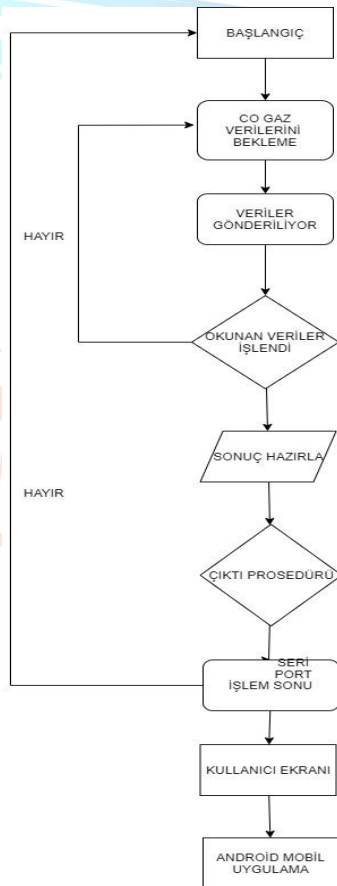 BAŞLANGIÇ
CO GAZ
VERİLERİNİ
BEKLEME
VERİLER
GÖNDERİLİYOR
HAYIR
OKUNAN VERİLER
İŞLENDİ
SONUÇ HAZIRLA
HAYIR
ÇIKTI PROSEDÜRÜ
SERİ
PORT
İŞLEM SONU
KULLANICI EKRANI
ANDROİD MOBİL
UYGULAMA